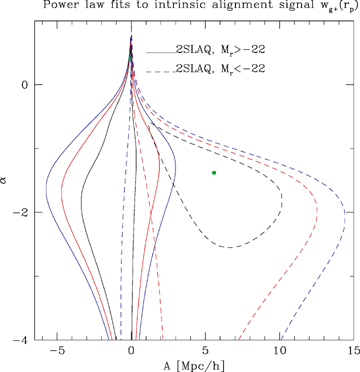 Power law fits to intrinsic alignment signal w_g+(r_p)
2SLAQ, M_r>-22
2SLAQ, M_r<-22
0
α
-2
-4
-5 0 5 10 15
A [Mpc/h]